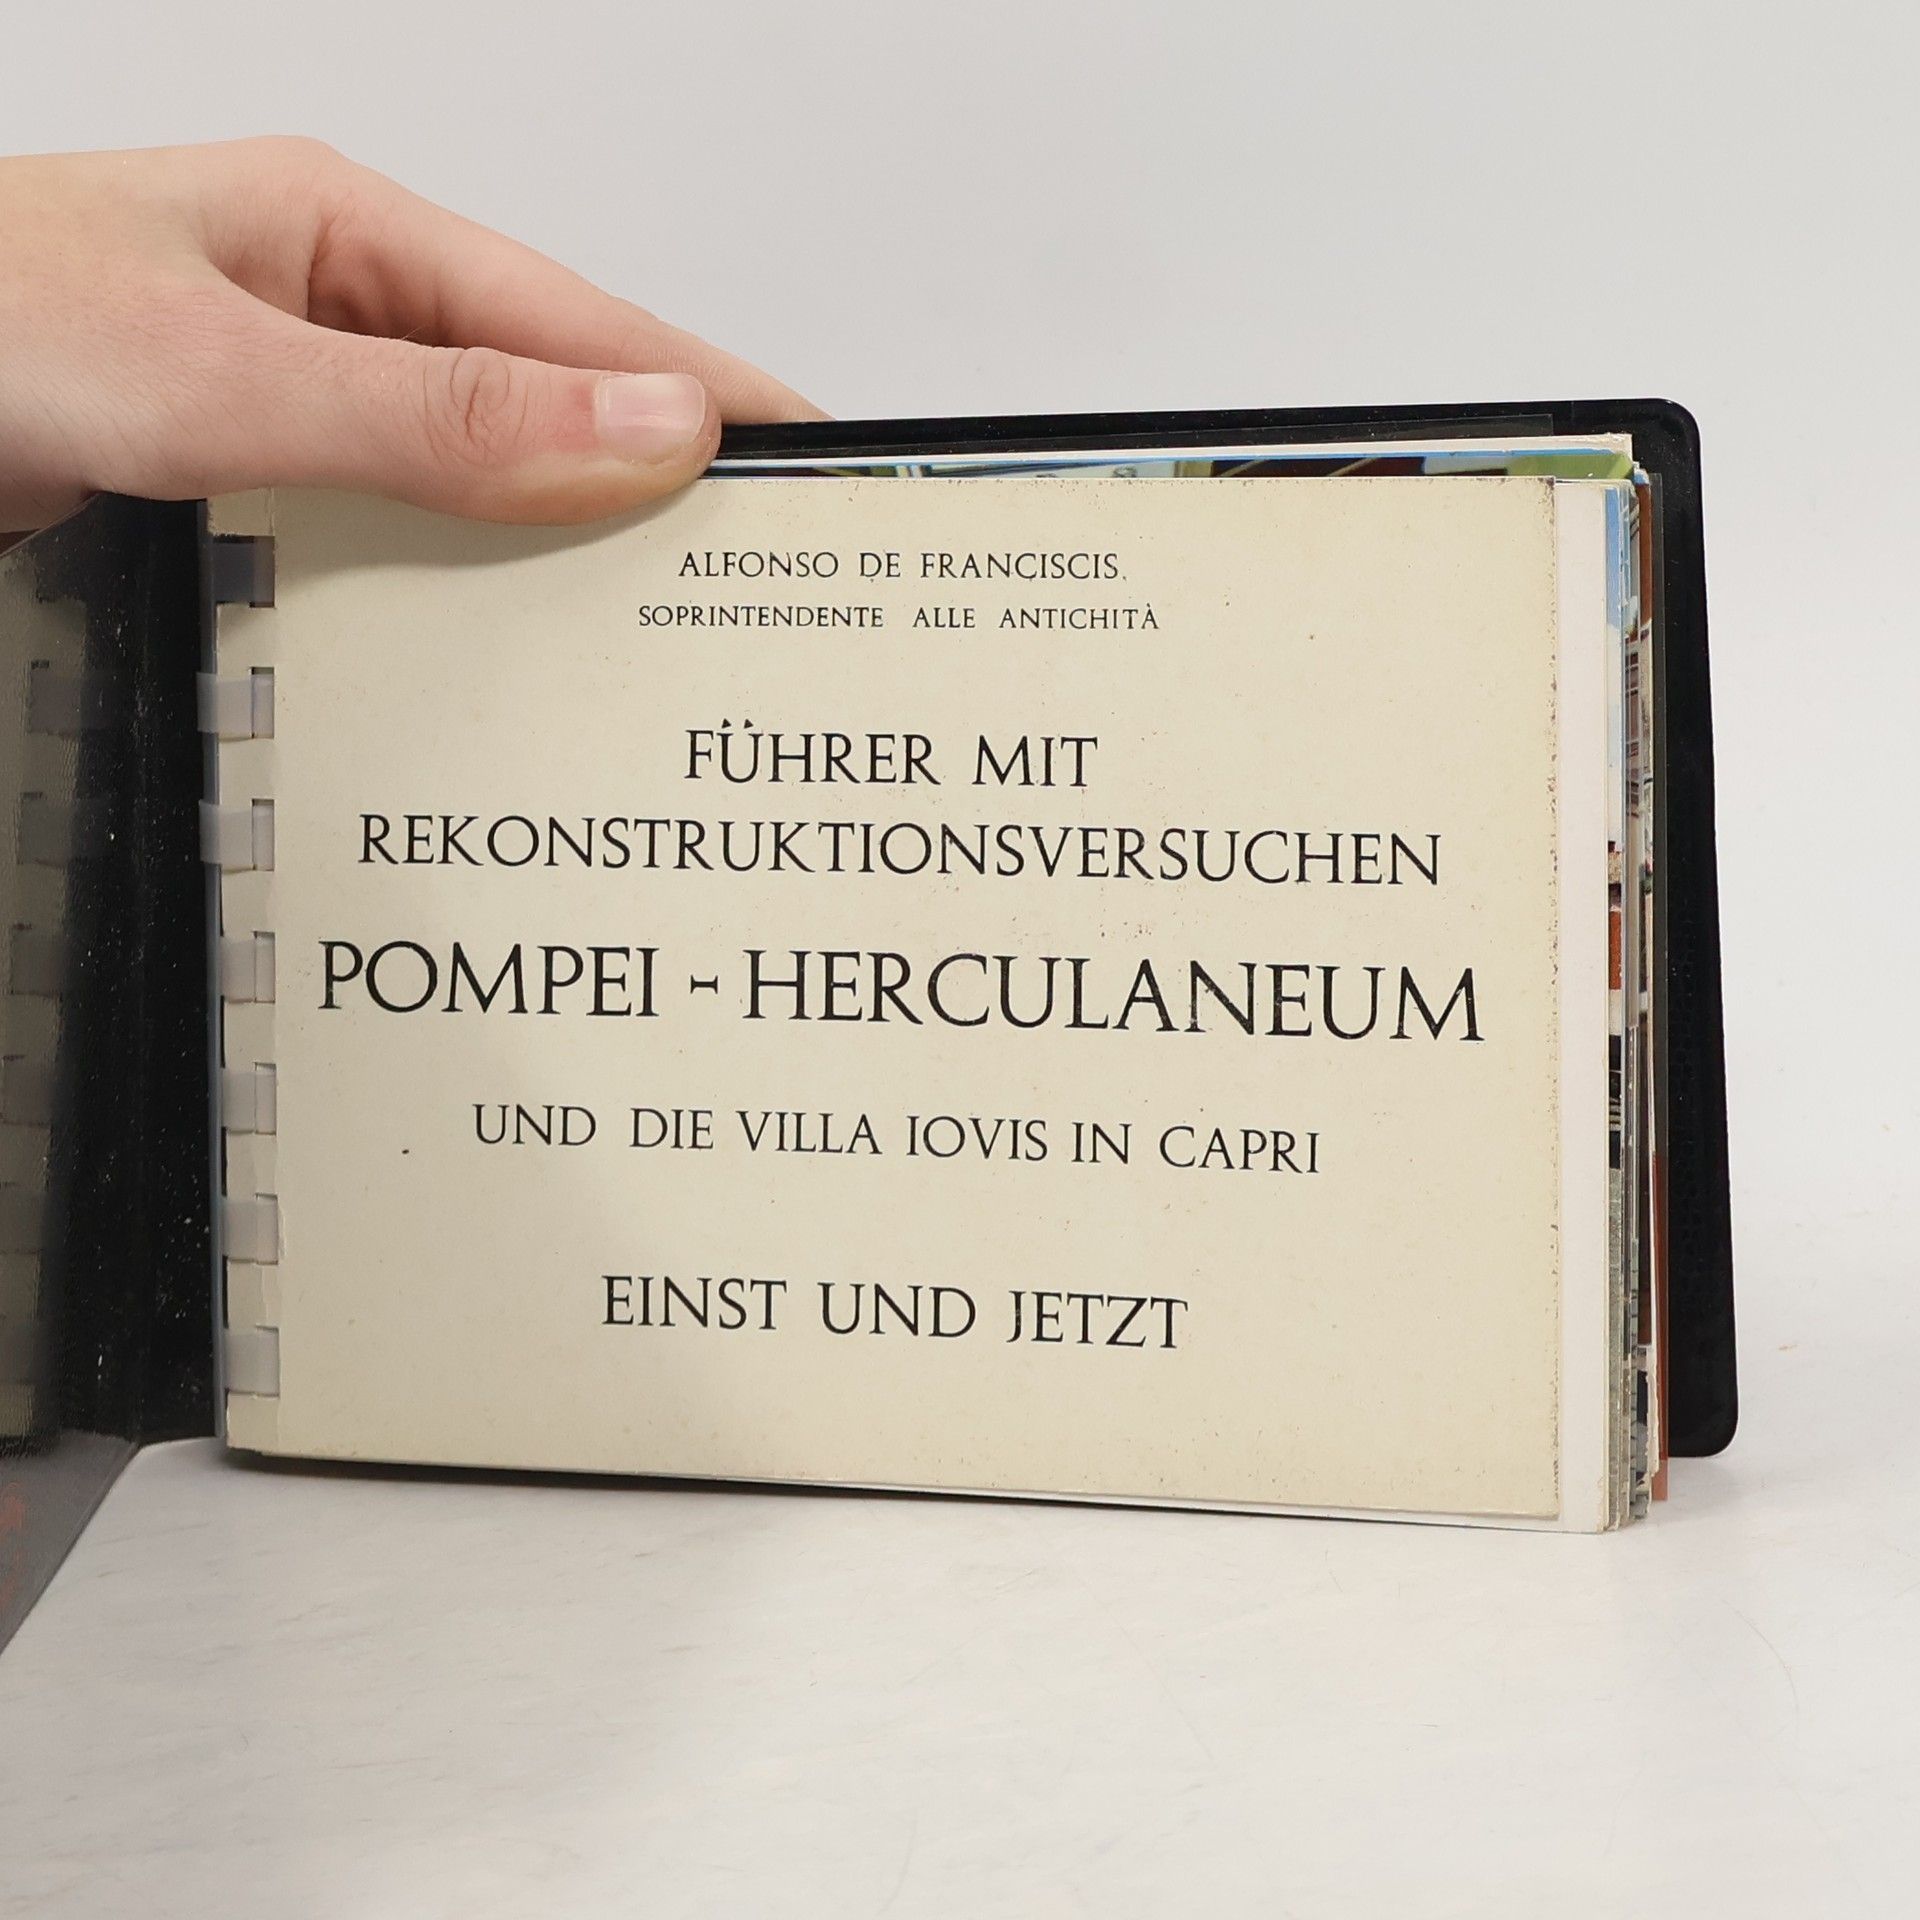 ALFONSO DE FRANCISCIS
SOPRINTENDENTE ALLE ANTICHITÀ
FÜHRER MIT
REKONSTRUKTIONSVERSUCHEN
POMPEI - HERCULANEUM
UND DIE VILLA IOVIS IN CAPRI
EINST UND JETZT